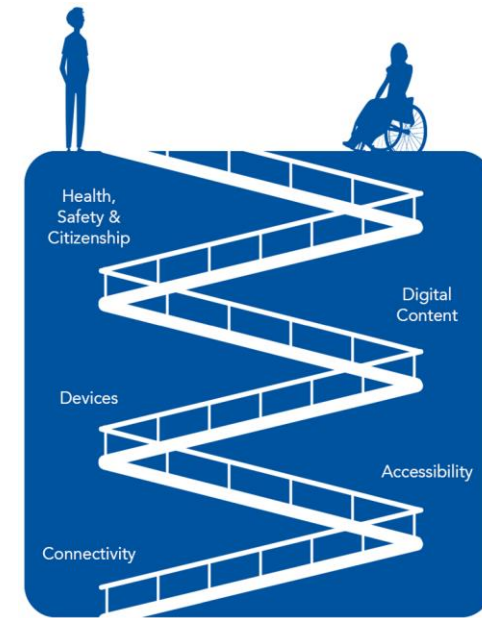 Health,
Safety &
Citizenship
Digital
Content
Devices
Accessibility
Connectivity